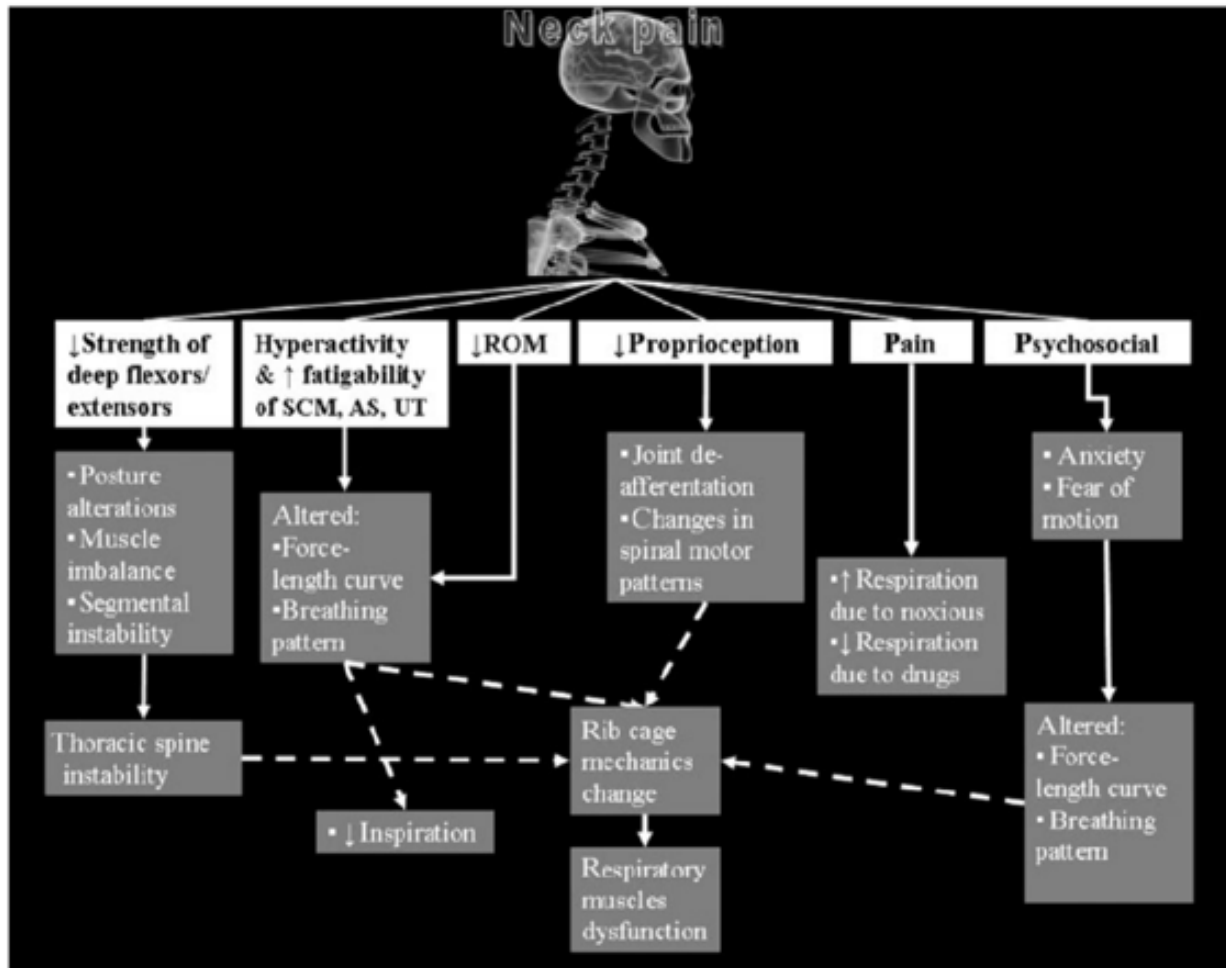 Neck pain
↓Strength of
deep flexors/
extensors
Hyperactivity
& ↑ fatigability
of SCM, AS, UT
↓ROM
↓Proprioception
Pain
Psychosocial
▪Posture
alterations
▪Muscle
imbalance
▪Segmental
instability
Altered:
▪Force-
length curve
▪Breathing
pattern
▪Joint de-
afferentation
▪Changes in
spinal motor
patterns
▪↑ Respiration
due to noxious
▪↓ Respiration
due to drugs
▪Anxiety
▪Fear of
motion
Thoracic spine
instability
▪ ↓ Inspiration
Rib cage
mechanics
change
Respiratory
muscles
dysfunction
Altered:
▪ Force-
length curve
▪ Breathing
pattern